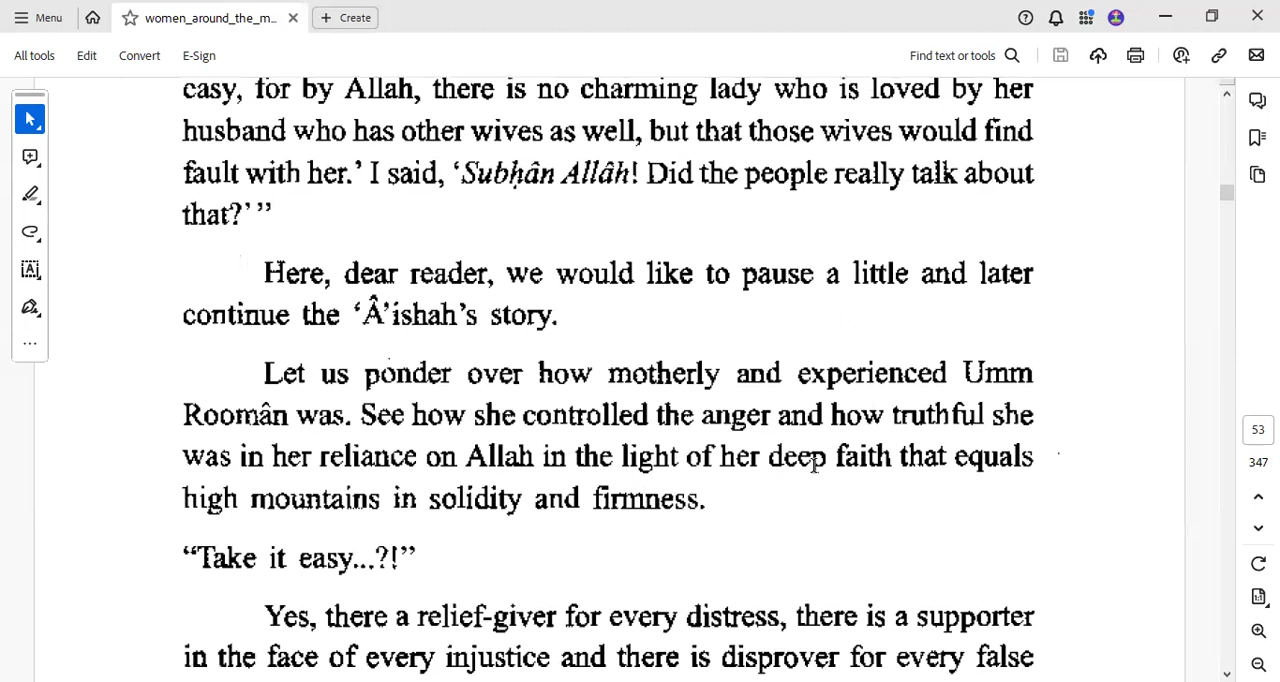 Menu
women_around_the_m...
Create
All tools
Edit
Convert
E-Sign
Find text or tools
easy, for by Allah, there is no charming lady who is loved by her
husband who has other wives as well, but that those wives would find
fault with her.’ I said, ‘Subḥân Allâh! Did the people really talk about
that?’”
Here, dear reader, we would like to pause a little and later
continue the ‘Â’ishah’s story.
Let us ponder over how motherly and experienced Umm
Roomân was. See how she controlled the anger and how truthful she
was in her reliance on Allah in the light of her deep faith that equals
high mountains in solidity and firmness.
“Take it easy...?!”
Yes, there a relief-giver for every distress, there is a supporter
in the face of every injustice and there is disprover for every false
53
347